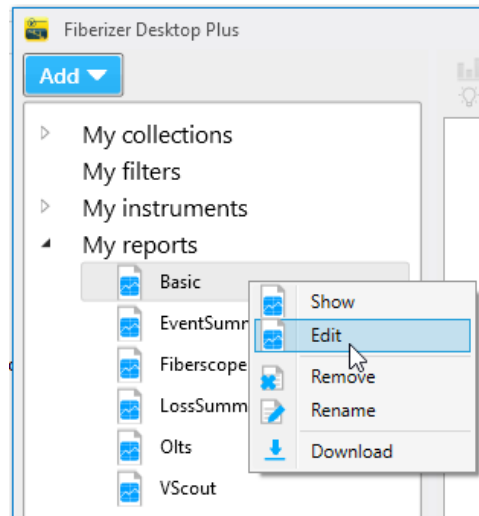 Fiberizer Desktop Plus
Add
My collections
My filters
My instruments
My reports
Basic
EventSumm
Fiberscope
LossSumm
Olts
VScout
Show
Edit
Remove
Rename
Download